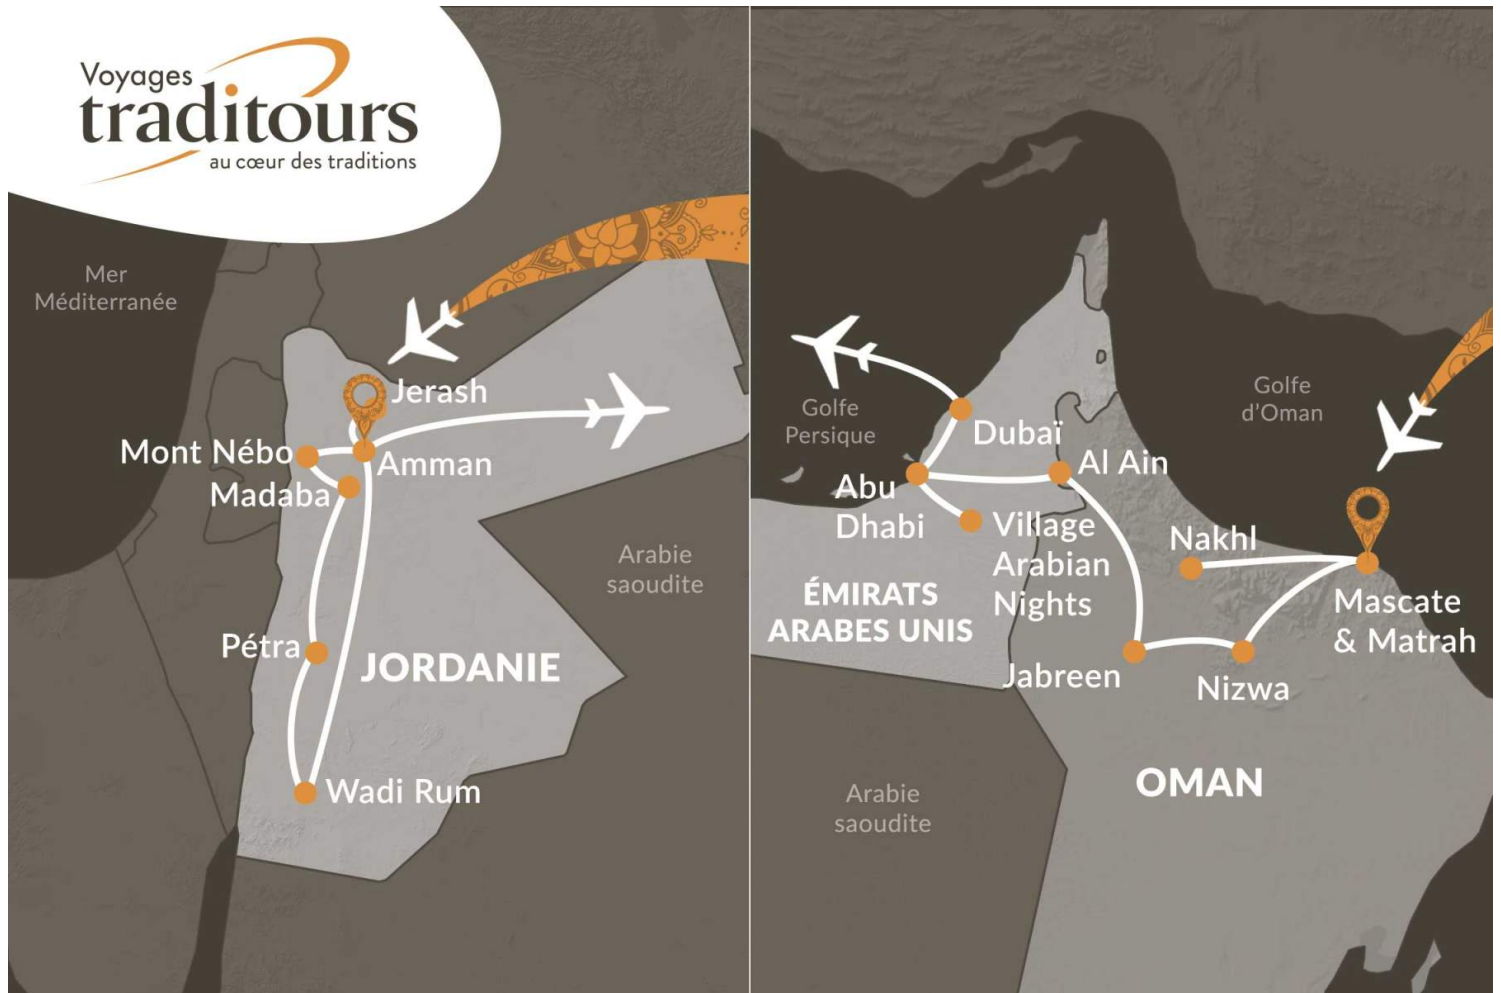 Voyages
traditours
au cœur des traditions
Mer
Méditerranée
Jerash
Mont Nébo
Amman
Madaba
Arabie
saoudite
Pétra
JORDANIE
Wadi Rum
Golfe
Persique
Golfe
d'Oman
Dubaï
Al Ain
Abu
Dhabi
Village
Arabian
Nights
Nakhl
ÉMIRATS
ARABES UNIS
Mascate
& Matrah
Jabreen
Nizwa
OMAN
Arabie
saoudite